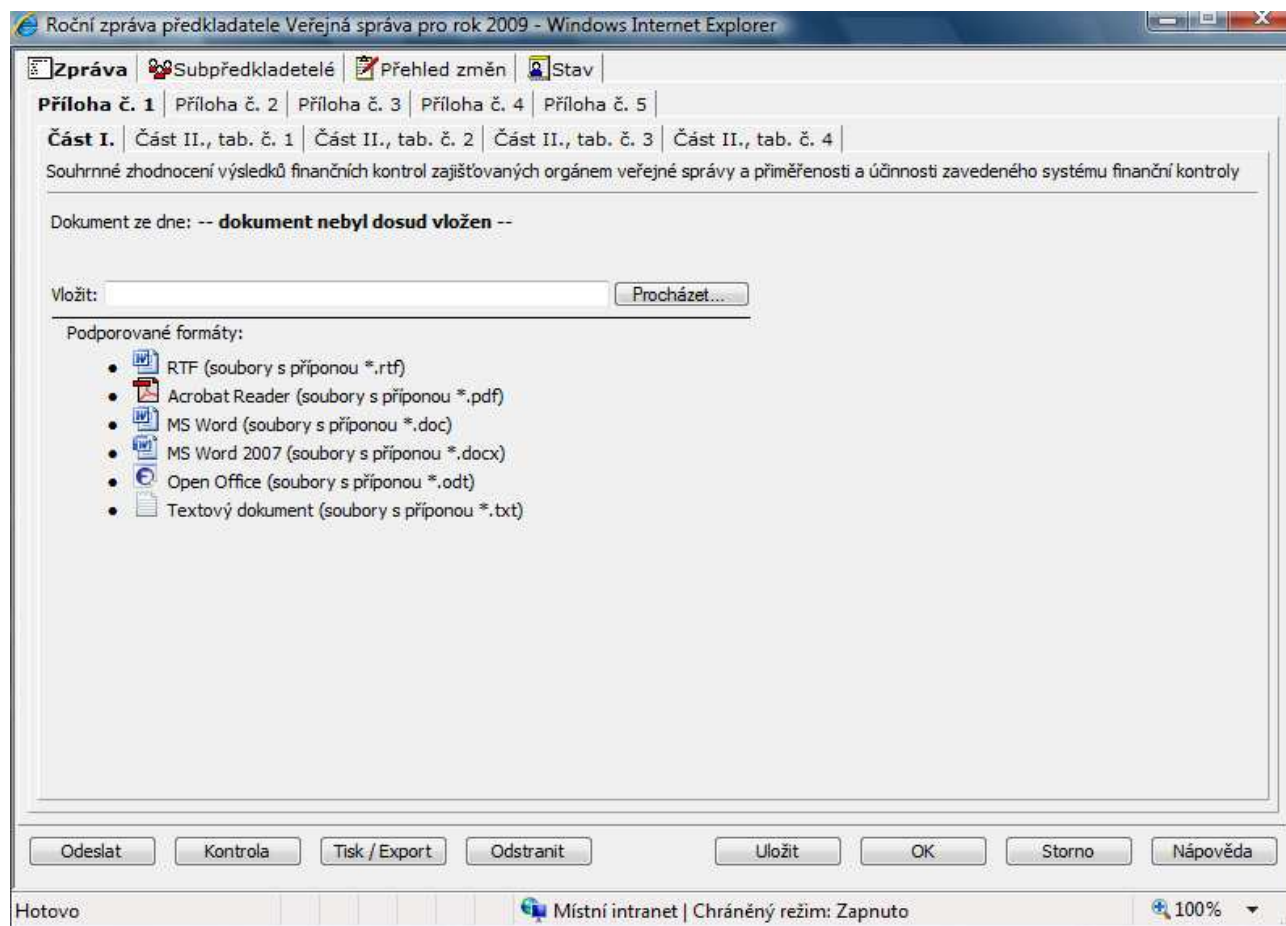 Roční zpráva předkladatele Veřejná správa pro rok 2009 - Windows Internet Explorer
Zpráva Subpředkladetelé Přehled změn Stav
Příloha č. 1 Příloha č. 2 Příloha č. 3 Příloha č. 4 Příloha č. 5
Část I. Část II., tab. č. 1 Část II., tab. č. 2 Část II., tab. č. 3 Část II., tab. č. 4
Souhrnné zhodnocení výsledků finančních kontrol zajišťovaných orgánem veřejné správy a přiměřenosti a účinnosti zavedeného systému finanční kontroly
Dokument ze dne: -- dokument nebyl dosud vložen --
Vložit: Procházet...
Podporované formáty:
• RTF (soubory s příponou *.rtf)
• Acrobat Reader (soubory s příponou *.pdf)
• MS Word (soubory s příponou *.doc)
• MS Word 2007 (soubory s příponou *.docx)
• Open Office (soubory s příponou *.odt)
• Textový dokument (soubory s příponou *.txt)
Odeslat Kontrola Tisk / Export Odstranit Uložit OK Storno Nápověda
Hotovo Místní intranet | Chráněný režim: Zapnuto 100%